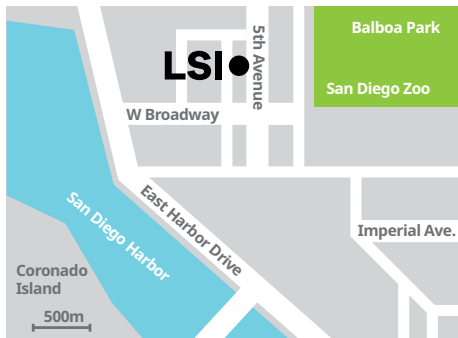 Balboa Park
5th Avenue
LSI
San Diego Zoo
W Broadway
East Harbor Drive
San Diego Harbor
Imperial Ave.
Coronado
Island
500m